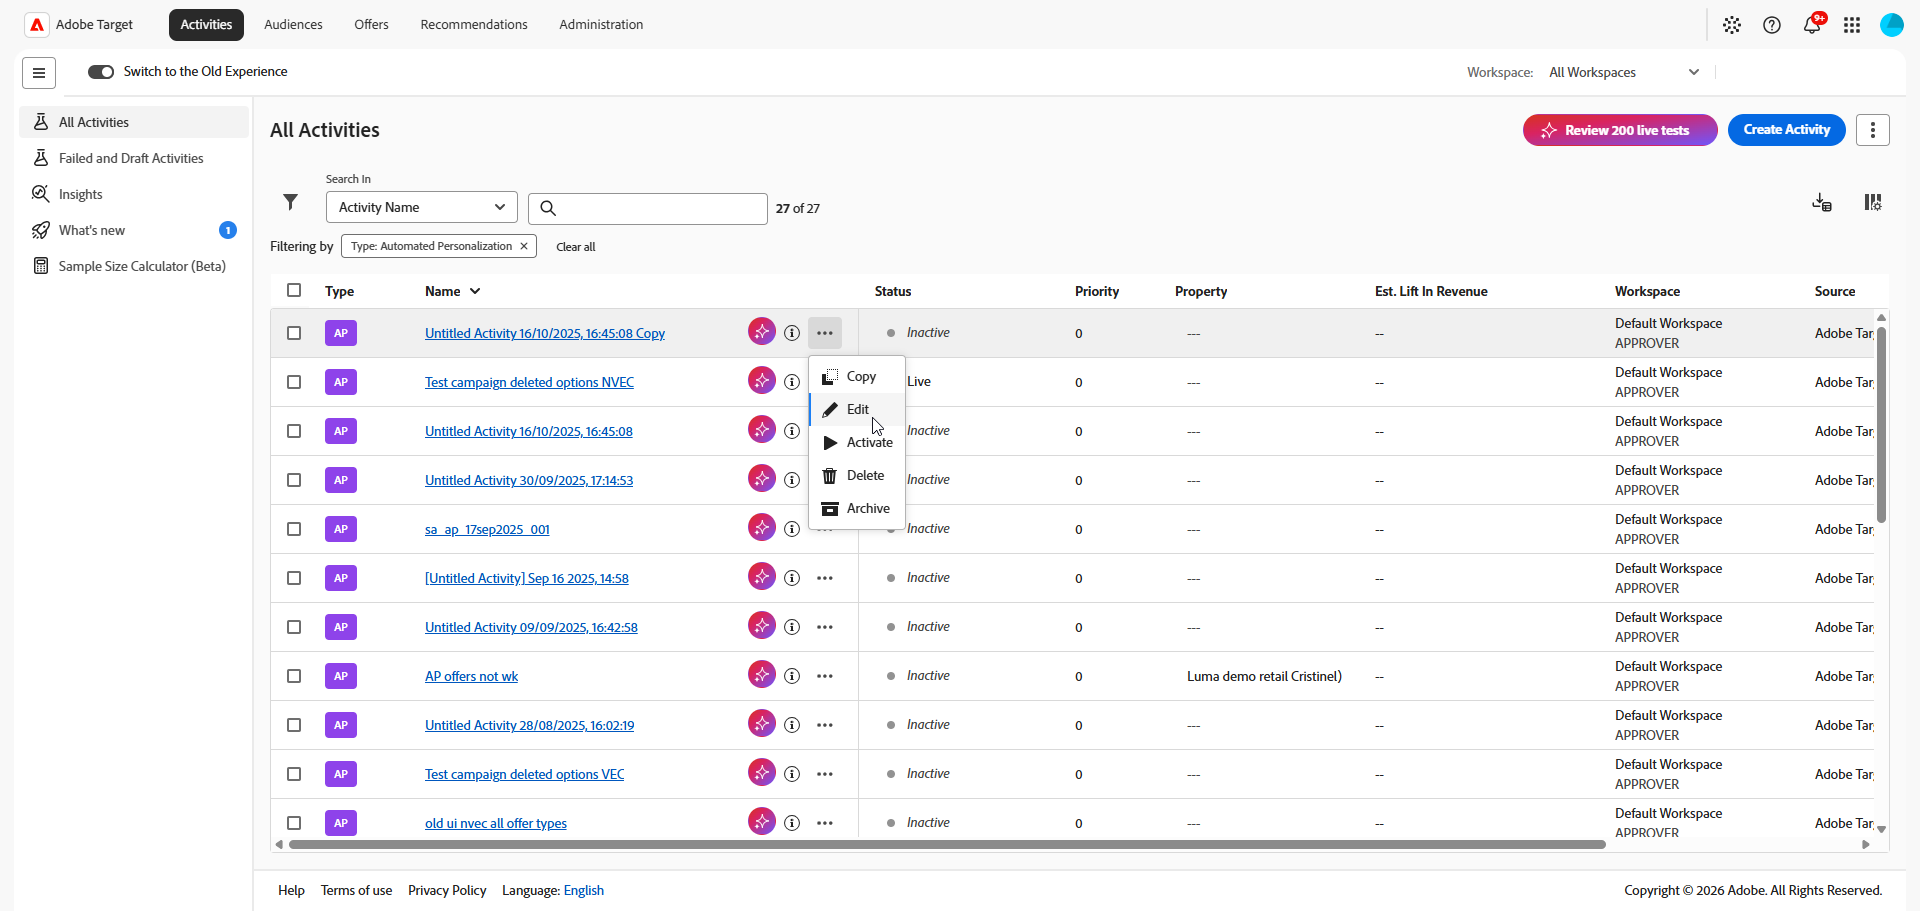 Adobe Target Activities Audiences Offers Recommendations Administration 9+
Switch to the Old Experience Workspace: All Workspaces
All Activities
Failed and Draft Activities
Insights
What's new 1
Sample Size Calculator (Beta)
All Activities Review 200 live tests Create Activity
Search In
Activity Name 27 of 27
Filtering by Type: Automated Personalization Clear all
Type Name Status Priority Property Est. Lift In Revenue Workspace Source
AP Untitled Activity 16/10/2025, 16:45:08 Copy Inactive 0 --- -- Default Workspace APPROVER Adobe Tar
Copy
Edit
Activate
Delete
Archive
AP Test campaign deleted options NVEC Live 0 --- -- Default Workspace APPROVER Adobe Tar
AP Untitled Activity 16/10/2025, 16:45:08 Inactive 0 --- -- Default Workspace APPROVER Adobe Tar
AP Untitled Activity 30/09/2025, 17:14:53 Inactive 0 --- -- Default Workspace APPROVER Adobe Tar
AP sa_ap_17sep2025_001 Inactive 0 --- -- Default Workspace APPROVER Adobe Tar
AP [Untitled Activity] Sep 16 2025, 14:58 Inactive 0 --- -- Default Workspace APPROVER Adobe Tar
AP Untitled Activity 09/09/2025, 16:42:58 Inactive 0 --- -- Default Workspace APPROVER Adobe Tar
AP AP offers not wk Inactive 0 Luma demo retail Cristinel) -- Default Workspace APPROVER Adobe Tar
AP Untitled Activity 28/08/2025, 16:02:19 Inactive 0 --- -- Default Workspace APPROVER Adobe Tar
AP Test campaign deleted options VEC Inactive 0 --- -- Default Workspace APPROVER Adobe Tar
AP old ui nvec all offer types Inactive 0 --- -- Default Workspace APPROVER Adobe Tar
Help Terms of use Privacy Policy Language: English Copyright © 2026 Adobe. All Rights Reserved.